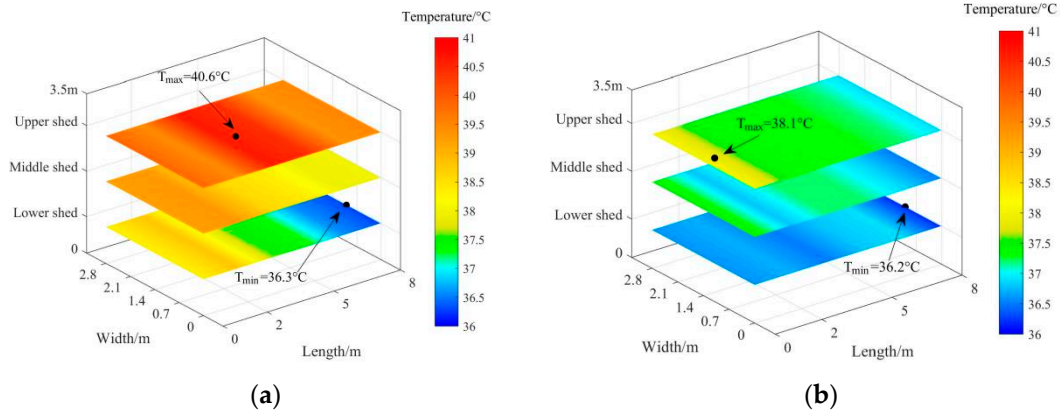 Temperature/°C
41
40.5
40
39.5
39
38.5
38
37.5
37
36.5
36
Tmax=40.6°C
3.5m
Upper shed
Middle shed
Lower shed
0
Tmin=36.3°C
2.8
2.1
1.4
0.7
0
Width/m
0
2
5
8
Length/m
(a)
Temperature/°C
41
40.5
40
39.5
39
38.5
38
37.5
37
36.5
36
3.5m
Upper shed
Middle shed
Lower shed
0
Tmax=38.1°C
Tmin=36.2°C
2.8
2.1
1.4
0.7
0
Width/m
0
2
5
8
Length/m
(b)